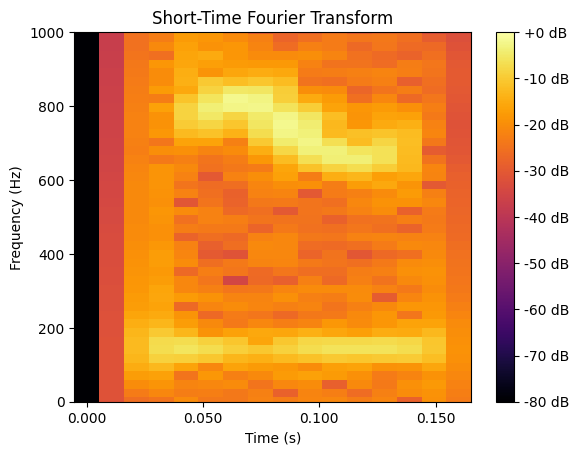 Short-Time Fourier Transform
1000
800
600
400
200
0
Frequency (Hz)
0.000
0.050
0.100
0.150
Time (s)
+0 dB
-10 dB
-20 dB
-30 dB
-40 dB
-50 dB
-60 dB
-70 dB
-80 dB